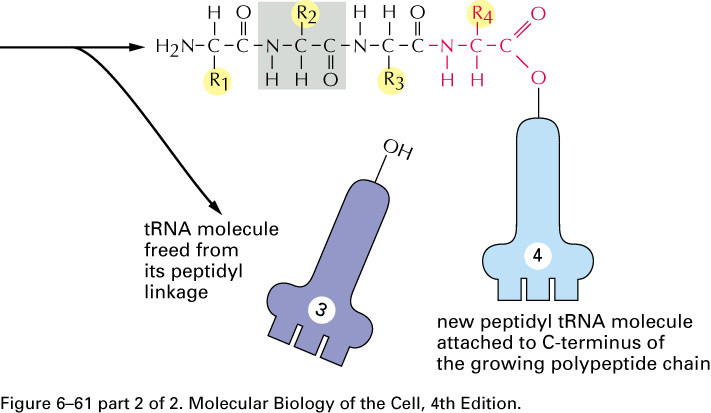 H O R2 H H O R4 O
H2N–C–C–N–C–C–N–C–C–N–C–C
R1 H H O R3 H H O
OH
tRNA molecule
freed from
its peptidyl
linkage
3
4
new peptidyl tRNA molecule
attached to C-terminus of
the growing polypeptide chain
Figure 6–61 part 2 of 2. Molecular Biology of the Cell, 4th Edition.